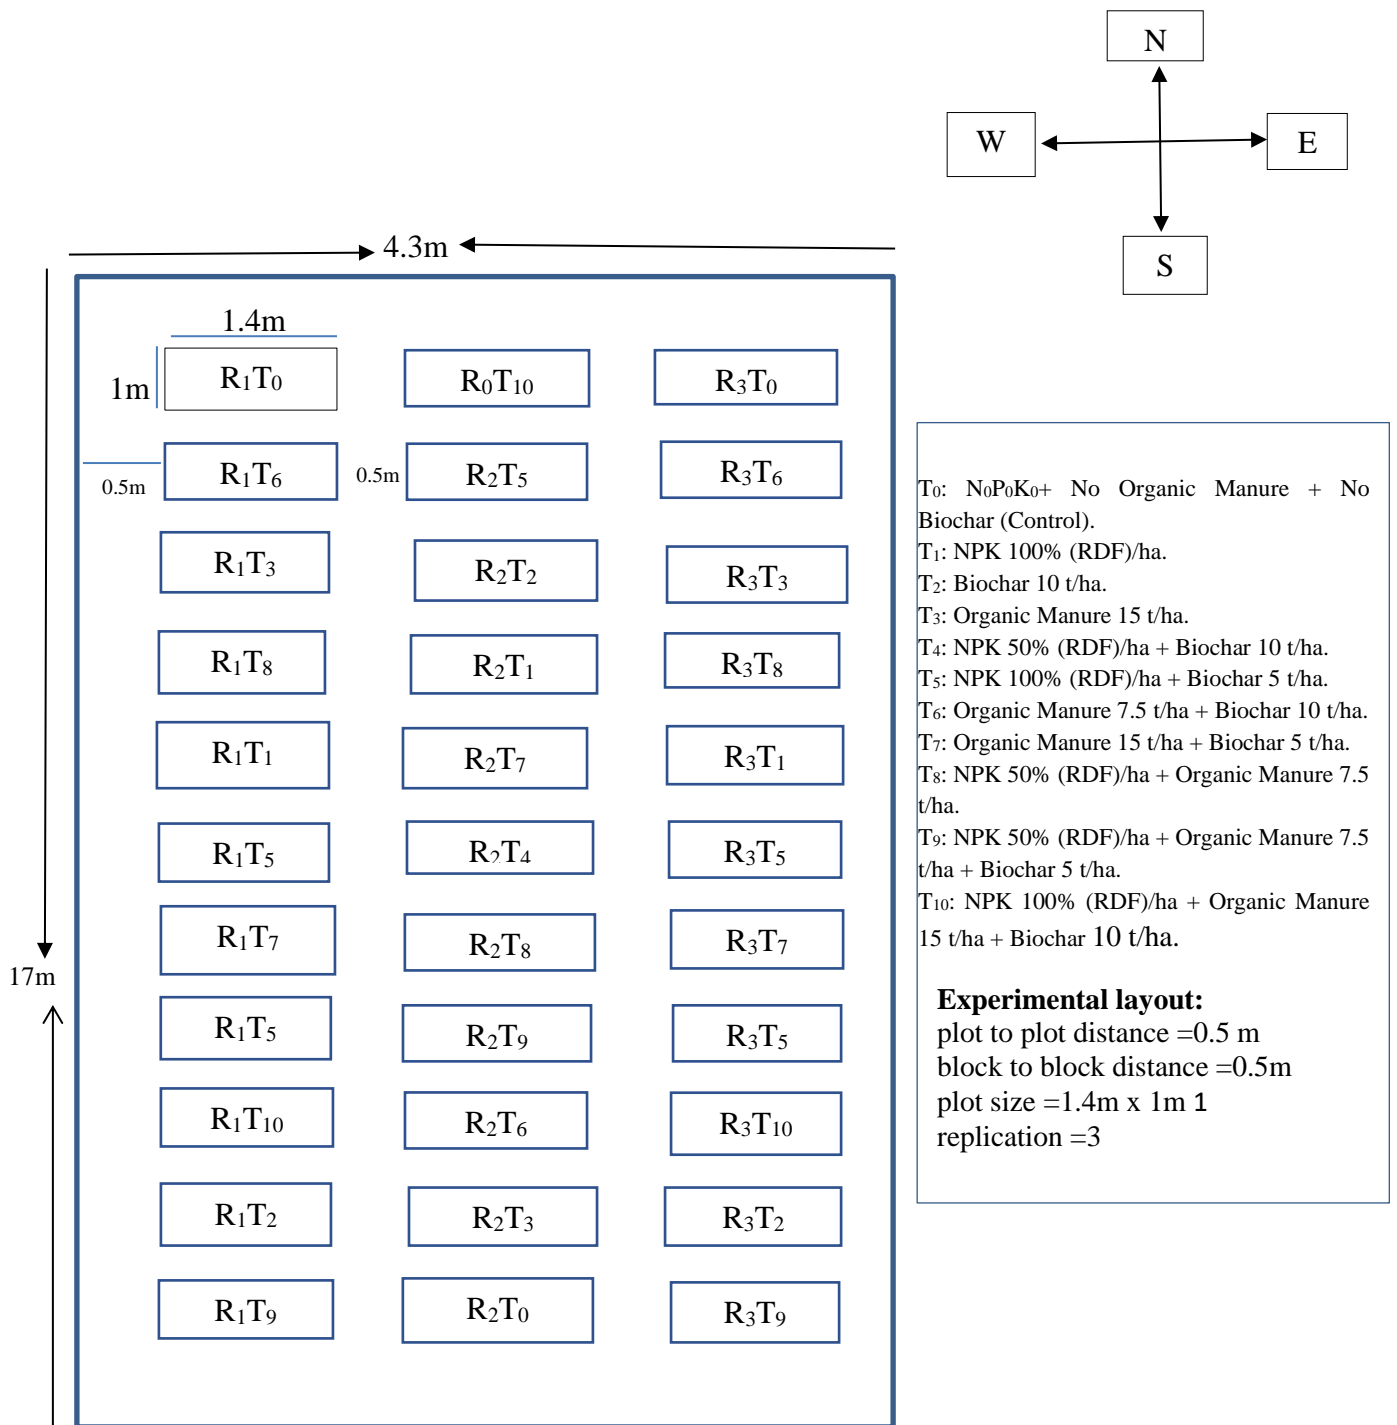 N
W
E
S
4.3m
1.4m
1m
R₁T₀
R₀T₁₀
R₃T₀
R₁T₆
R₂T₅
R₃T₆
0.5m
0.5m
R₁T₃
R₂T₂
R₃T₃
R₁T₈
R₂T₁
R₃T₈
R₁T₁
R₂T₇
R₃T₁
R₁T₅
R₂T₄
R₃T₅
R₁T₇
R₂T₈
R₃T₇
17m
R₁T₅
R₂T₉
R₃T₅
R₁T₁₀
R₂T₆
R₃T₁₀
R₁T₂
R₂T₃
R₃T₂
R₁T₉
R₂T₀
R₃T₉
T₀: N₀P₀K₀+ No Organic Manure + No
Biochar (Control).
T₁: NPK 100% (RDF)/ha.
T₂: Biochar 10 t/ha.
T₃: Organic Manure 15 t/ha.
T₄: NPK 50% (RDF)/ha + Biochar 10 t/ha.
T₅: NPK 100% (RDF)/ha + Biochar 5 t/ha.
T₆: Organic Manure 7.5 t/ha + Biochar 10 t/ha.
T₇: Organic Manure 15 t/ha + Biochar 5 t/ha.
T₈: NPK 50% (RDF)/ha + Organic Manure 7.5
t/ha.
T₉: NPK 50% (RDF)/ha + Organic Manure 7.5
t/ha + Biochar 5 t/ha.
T₁₀: NPK 100% (RDF)/ha + Organic Manure
15 t/ha + Biochar 10 t/ha.
Experimental layout:
plot to plot distance =0.5 m
block to block distance =0.5m
plot size =1.4m x 1m 1
replication =3